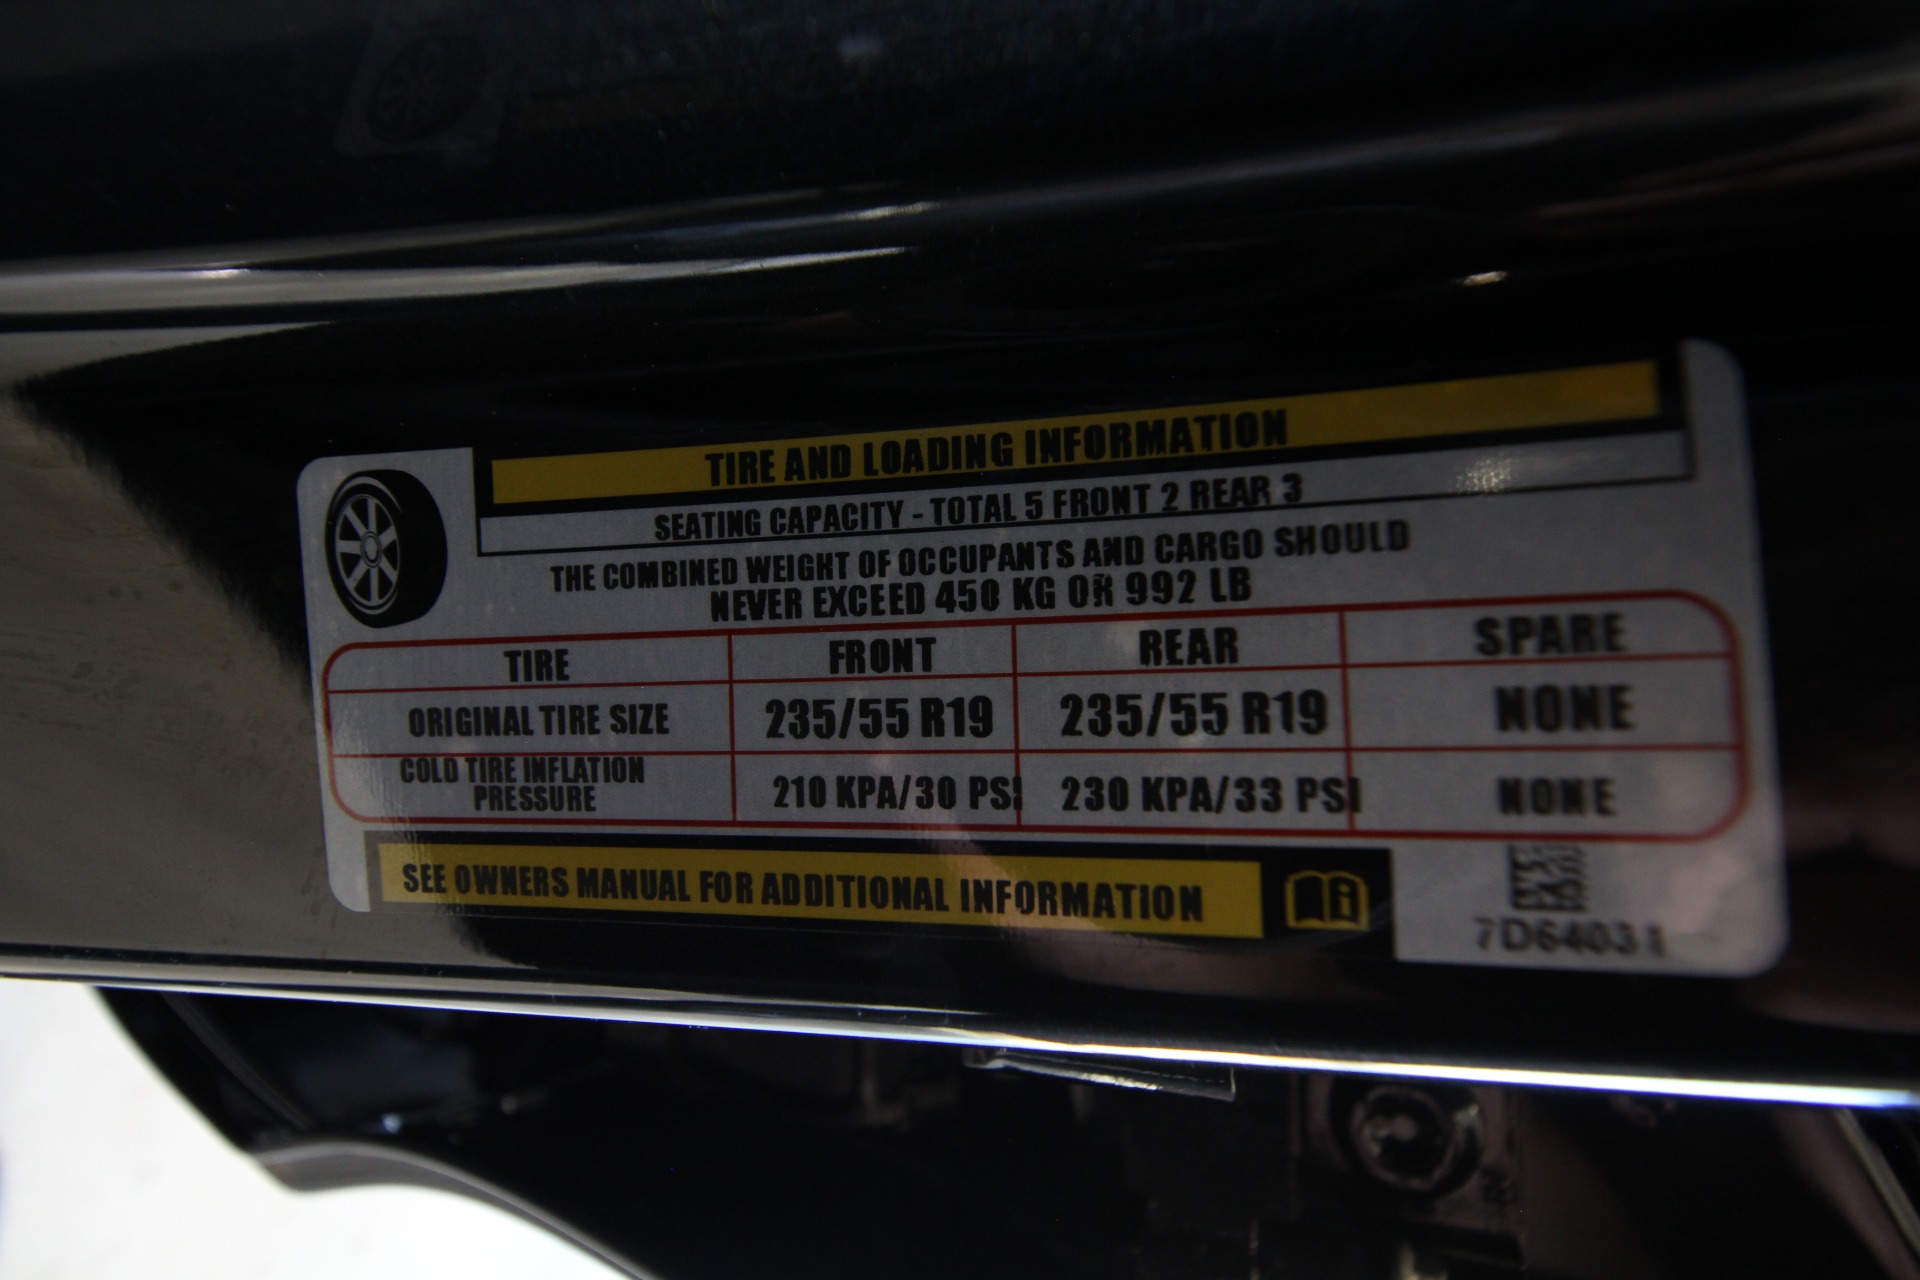 TIRE AND LOADING INFORMATION
SEATING CAPACITY - TOTAL 5 FRONT 2 REAR 3
THE COMBINED WEIGHT OF OCCUPANTS AND CARGO SHOULD
NEVER EXCEED 450 KG OR 992 LB
TIRE FRONT REAR SPARE
ORIGINAL TIRE SIZE 235/55 R19 235/55 R19 NONE
COLD TIRE INFLATION
PRESSURE 210 KPA/30 PSI 230 KPA/33 PSI NONE
SEE OWNERS MANUAL FOR ADDITIONAL INFORMATION
7D64031